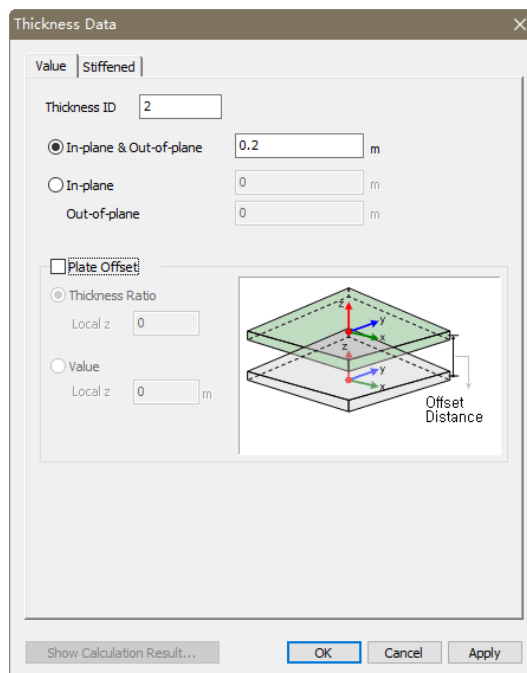 Thickness Data
Value Stiffened
Thickness ID 2
In-plane & Out-of-plane 0.2 m
In-plane 0 m
Out-of-plane 0 m
Plate Offset
Thickness Ratio
Local z 0
Value
Local z 0 m
z
y
x
z
y
x
Offset
Distance
Show Calculation Result... OK Cancel Apply